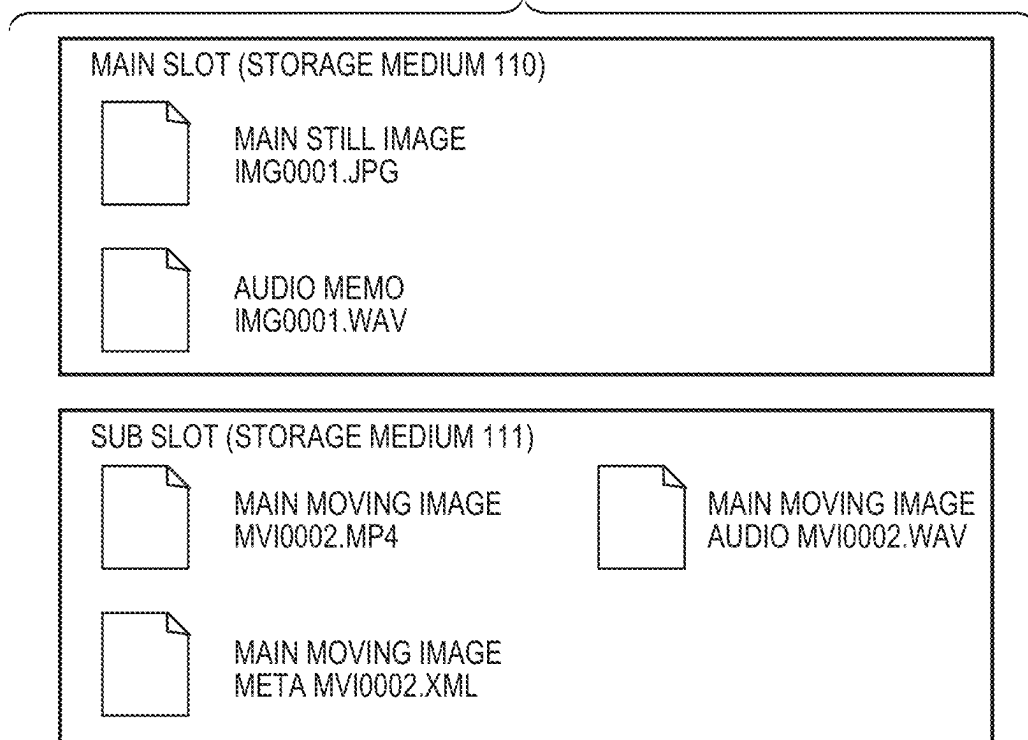 MAIN SLOT (STORAGE MEDIUM 110)
MAIN STILL IMAGE
IMG0001.JPG
AUDIO MEMO
IMG0001.WAV
SUB SLOT (STORAGE MEDIUM 111)
MAIN MOVING IMAGE
MVI0002.MP4
MAIN MOVING IMAGE
AUDIO MVI0002.WAV
MAIN MOVING IMAGE
META MVI0002.XML